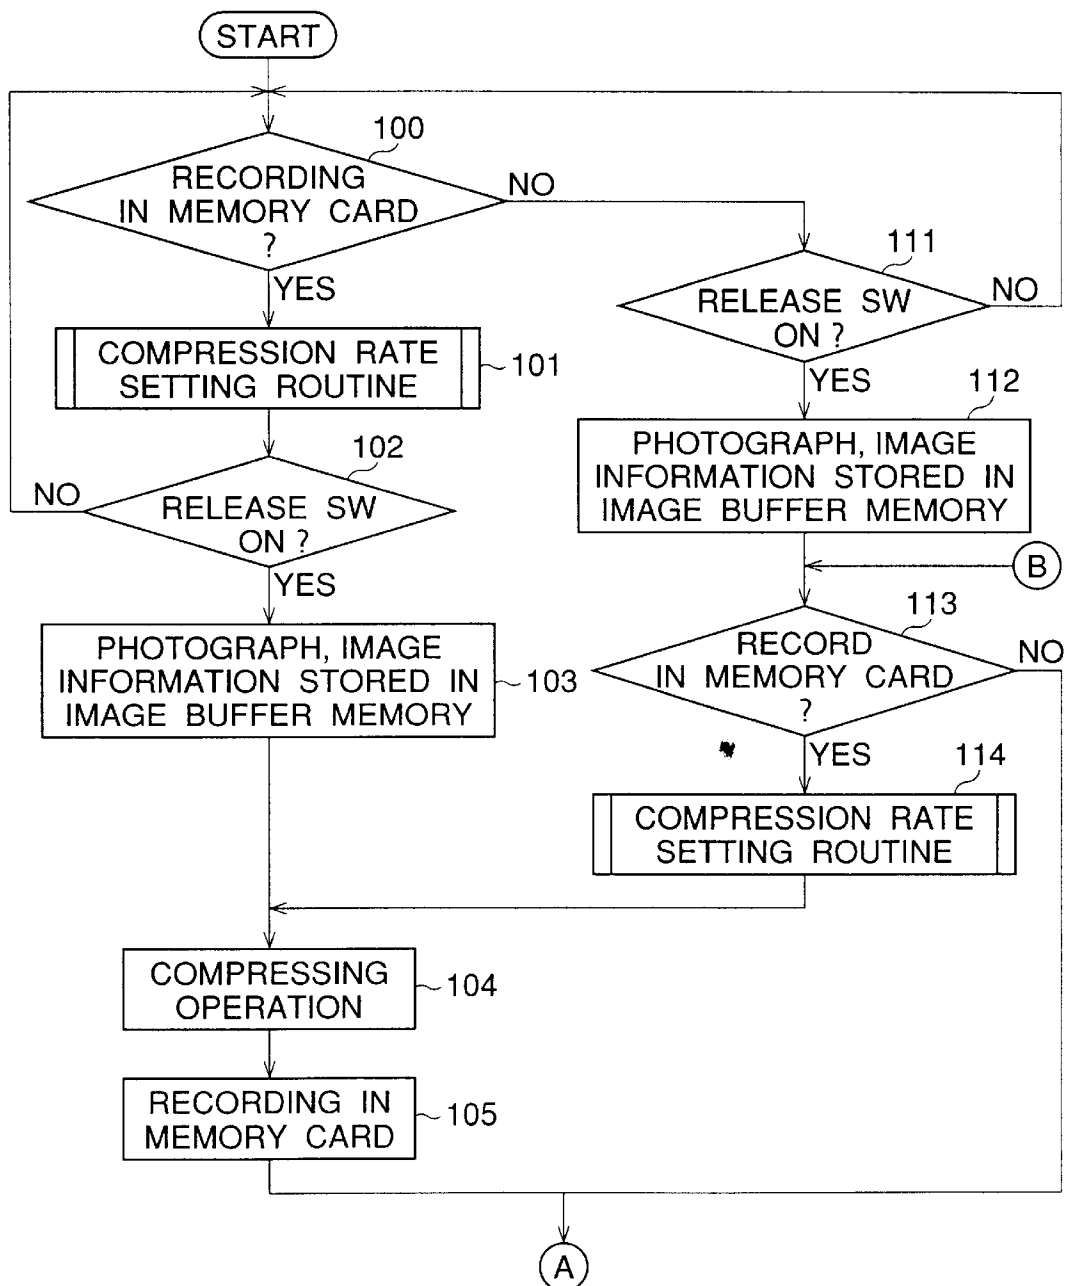 START
100
RECORDING
IN MEMORY CARD
?
NO
YES
COMPRESSION RATE
SETTING ROUTINE
101
102
RELEASE SW
ON ?
NO
YES
PHOTOGRAPH, IMAGE
INFORMATION STORED IN
IMAGE BUFFER MEMORY
103
111
RELEASE SW
ON ?
NO
YES
112
PHOTOGRAPH, IMAGE
INFORMATION STORED IN
IMAGE BUFFER MEMORY
B
113
RECORD
IN MEMORY CARD
?
NO
YES
114
COMPRESSION RATE
SETTING ROUTINE
COMPRESSING
OPERATION
104
RECORDING IN
MEMORY CARD
105
A